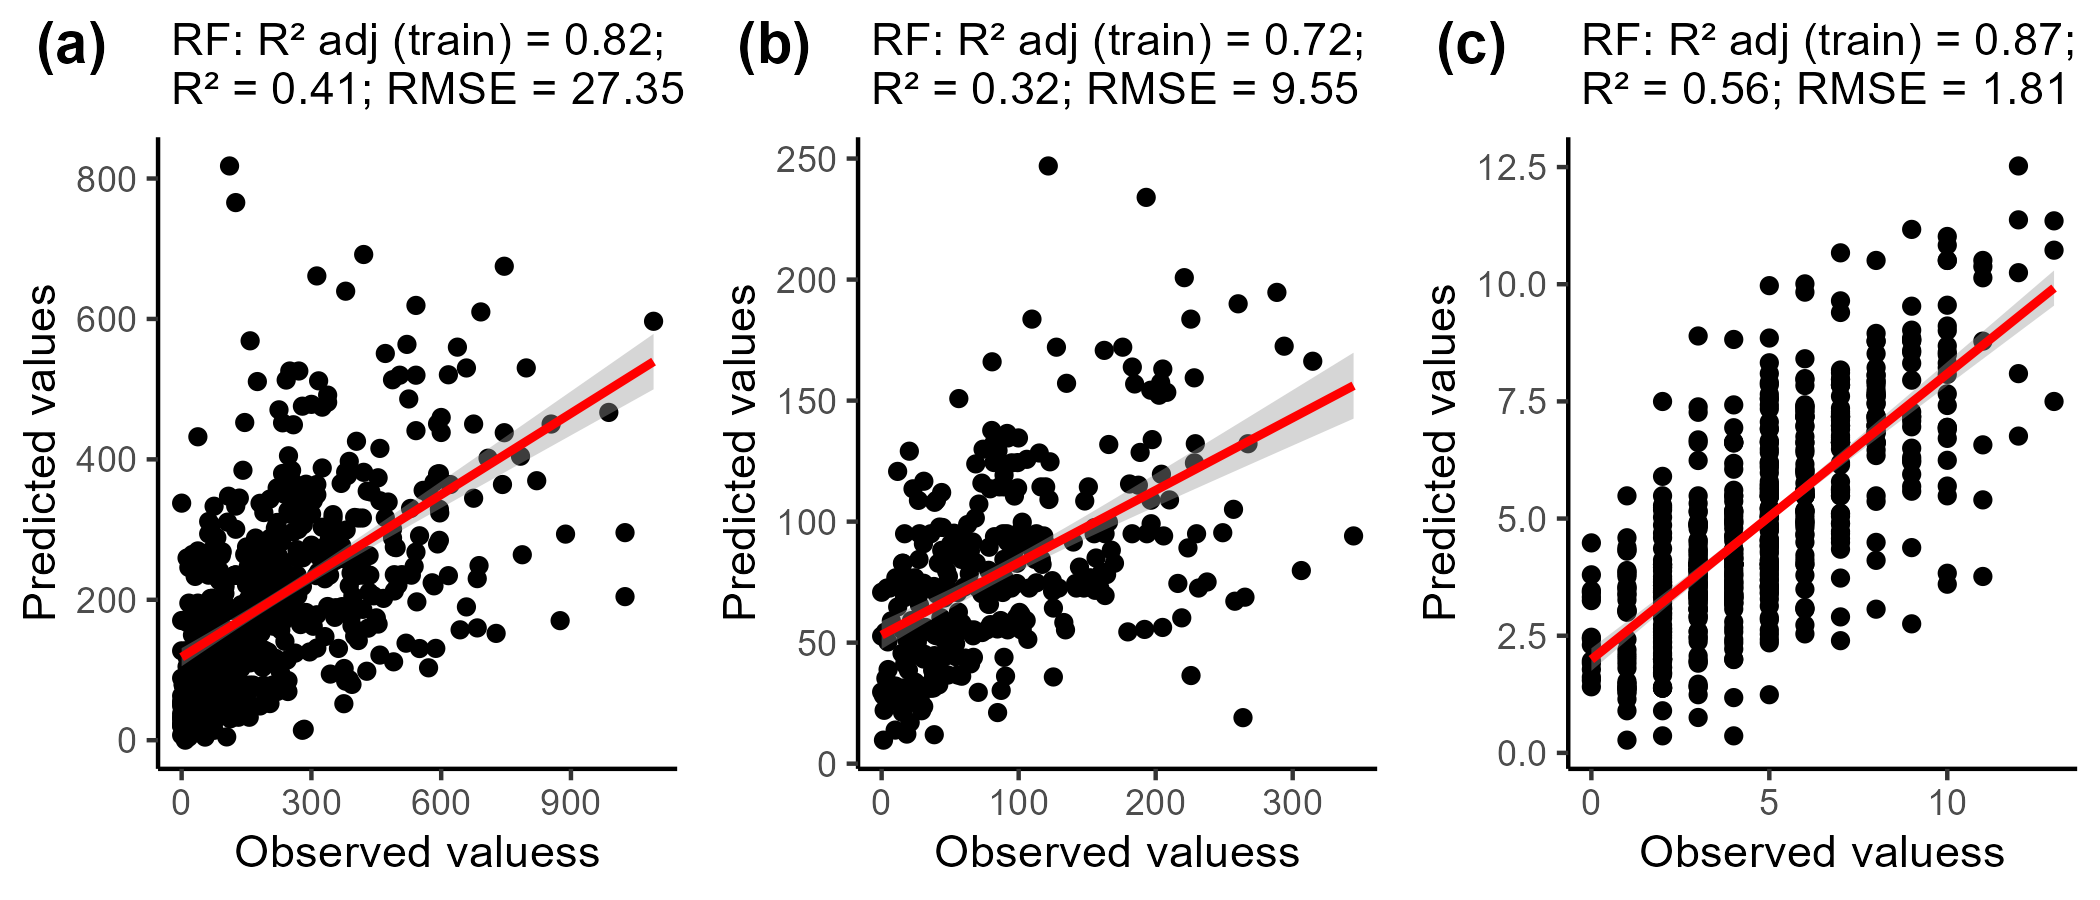 (a)
RF: R² adj (train) = 0.82;
R² = 0.41; RMSE = 27.35
Predicted values
800
600
400
200
0
0 300 600 900
Observed valuess
(b)
RF: R² adj (train) = 0.72;
R² = 0.32; RMSE = 9.55
Predicted values
250
200
150
100
50
0
0 100 200 300
Observed valuess
(c)
RF: R² adj (train) = 0.87;
R² = 0.56; RMSE = 1.81
Predicted values
12.5
10.0
7.5
5.0
2.5
0.0
0 5 10
Observed valuess